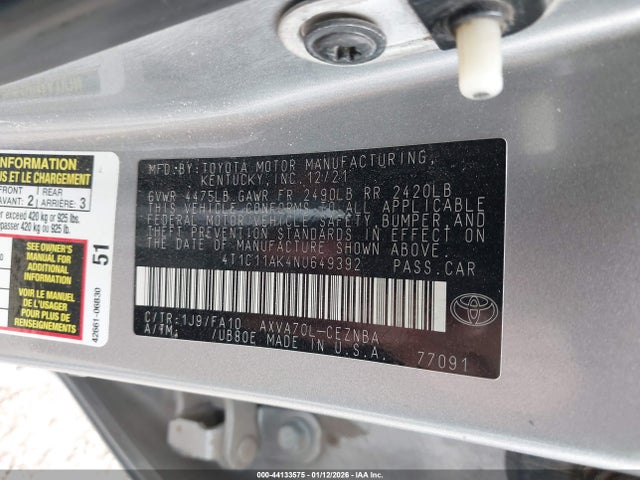 INFORMATION
US ET LE CHARGEMENT
FRONT
AVANT 2
REAR
ARRIÈRE 3
er exceed 420 kg or 925 lbs.
passer 420 kg ou 925 lb.
SEE OWNER'S
MANUAL FOR
ADDITIONAL
INFORMATION
VOIR LE MANUEL
DE L'USAGER
POUR PLUS DE
RENSEIGNEMENTS
51
42661-06B30
MFD. BY: TOYOTA MOTOR MANUFACTURING,
KENTUCKY, INC. 12/21
GVWR 4475LB GAWR FR 2490LB RR 2420LB
THIS VEHICLE CONFORMS TO ALL APPLICABLE
FEDERAL MOTOR VEHICLE SAFETY, BUMPER AND
THEFT PREVENTION STANDARDS IN EFFECT ON
THE DATE OF MANUFACTURE SHOWN ABOVE.
4T1C11AK4NU649392 PASS.CAR
C/TR:1J9/FA10 AXVA70L-CEZNBA
A/TM: /UB80E MADE IN U.S.A.
77091
000-44133575 - 01/12/2026 - IAA Inc.